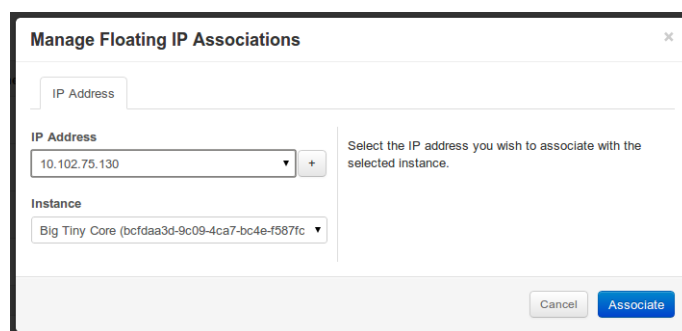 Manage Floating IP Associations
×
IP Address
IP Address
10.102.75.130
+
Select the IP address you wish to associate with the
selected instance.
Instance
Big Tiny Core (bcfdaa3d-9c09-4ca7-bc4e-f587fc
Cancel
Associate